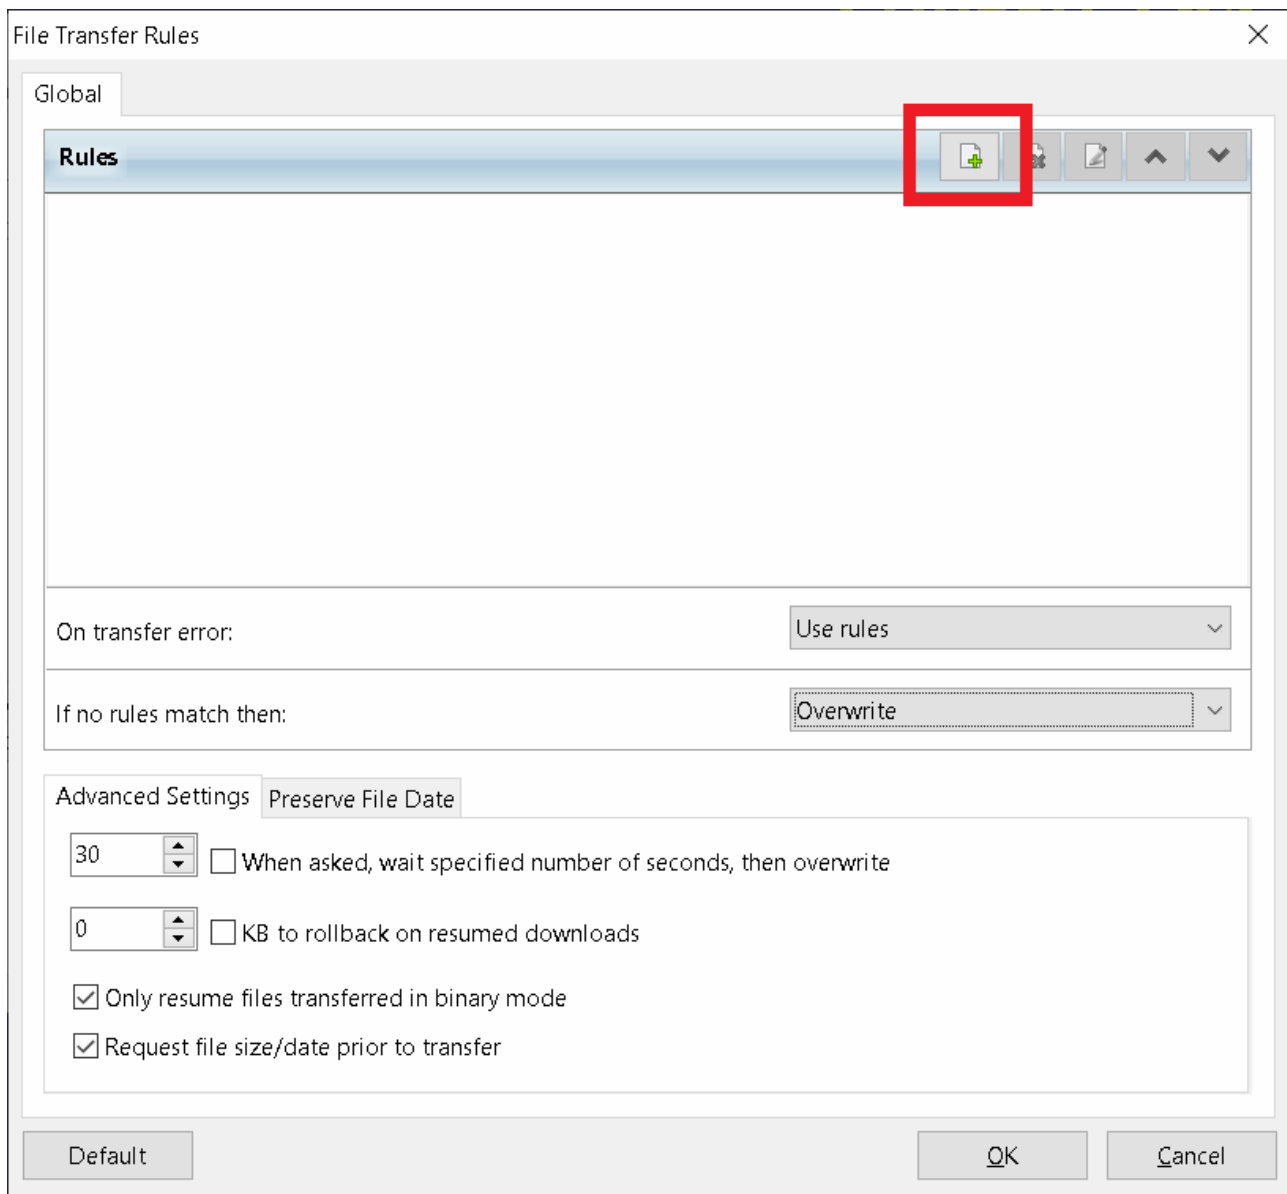 File Transfer Rules
Global
Rules
On transfer error:
Use rules
If no rules match then:
Overwrite
Advanced Settings
Preserve File Date
30
When asked, wait specified number of seconds, then overwrite
0
KB to rollback on resumed downloads
Only resume files transferred in binary mode
Request file size/date prior to transfer
Default
OK
Cancel